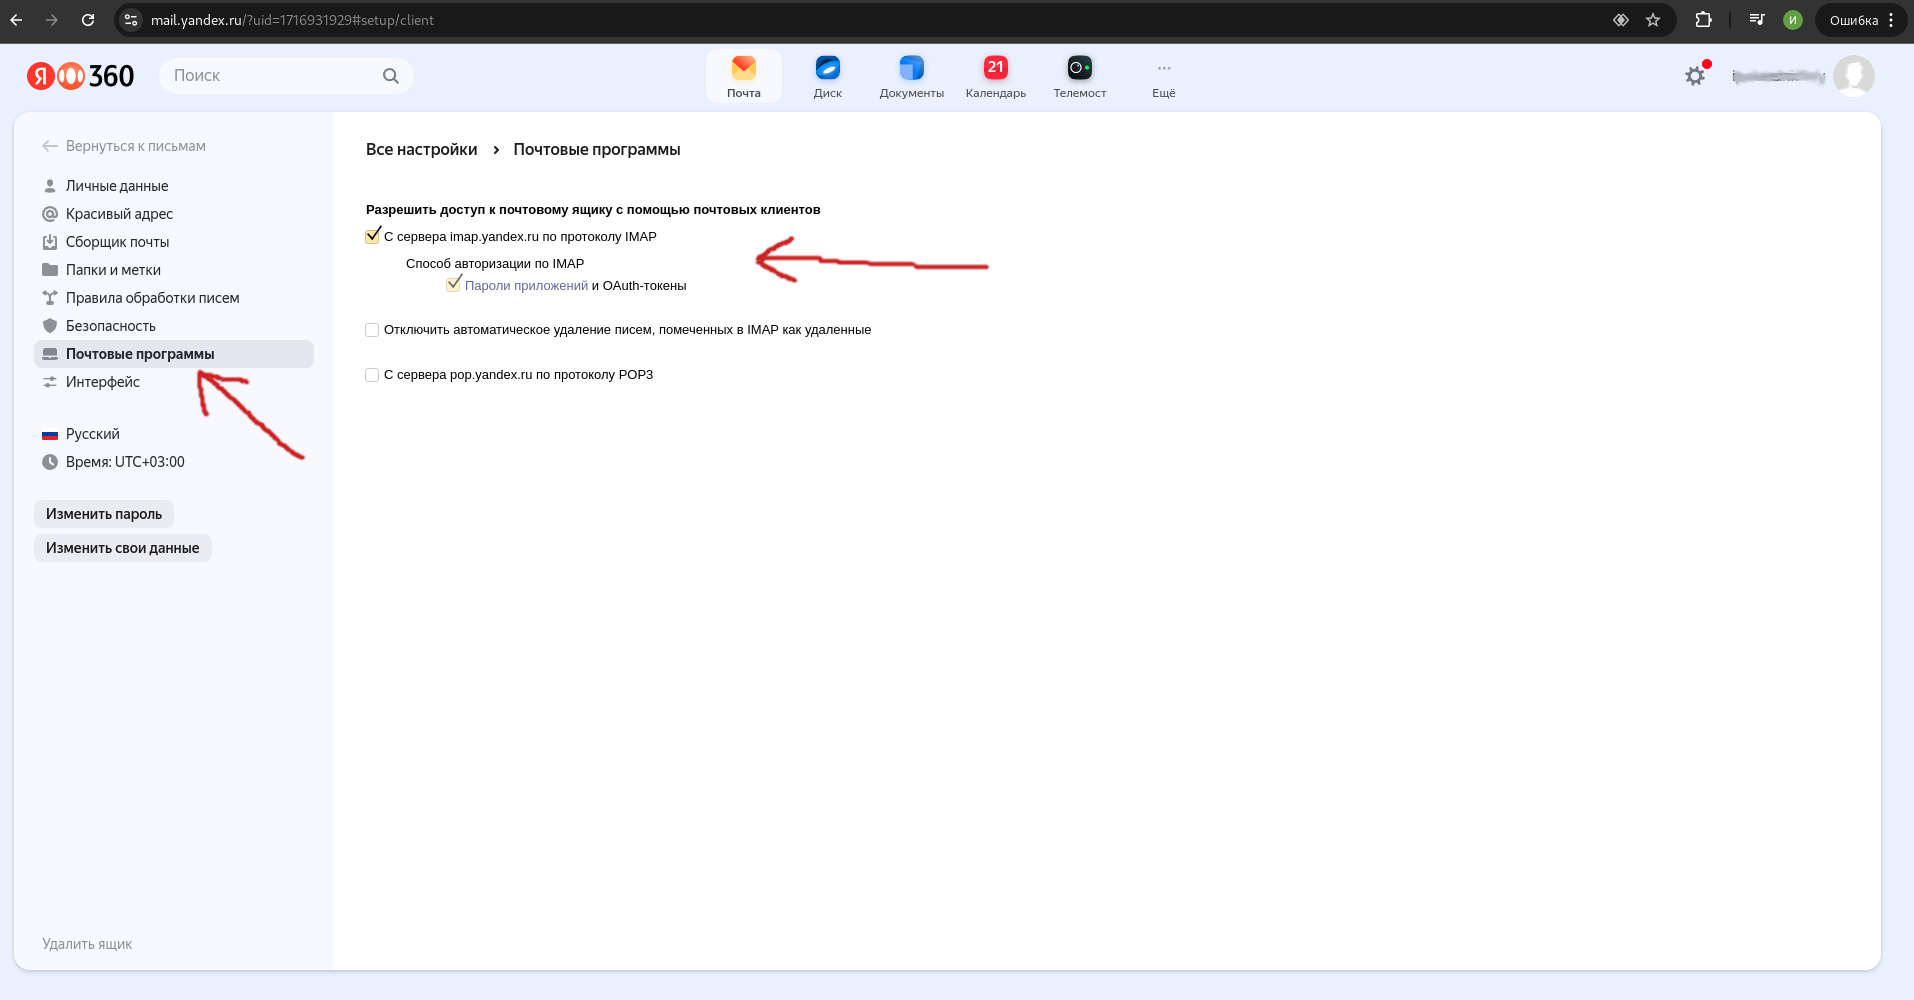 mail.yandex.ru/?uid=1716931929#setup/client
Ошибка
Я 360
Поиск
Почта
Диск
Документы
21
Календарь
Телемост
Ещё
Вернуться к письмам
Личные данные
Красивый адрес
Сборщик почты
Папки и метки
Правила обработки писем
Безопасность
Почтовые программы
Интерфейс
Русский
Время: UTC+03:00
Изменить пароль
Изменить свои данные
Удалить ящик
Все настройки › Почтовые программы
Разрешить доступ к почтовому ящику с помощью почтовых клиентов
С сервера imap.yandex.ru по протоколу IMAP
Способ авторизации по IMAP
Пароли приложений и OAuth-токены
Отключить автоматическое удаление писем, помеченных в IMAP как удаленные
С сервера pop.yandex.ru по протоколу POP3